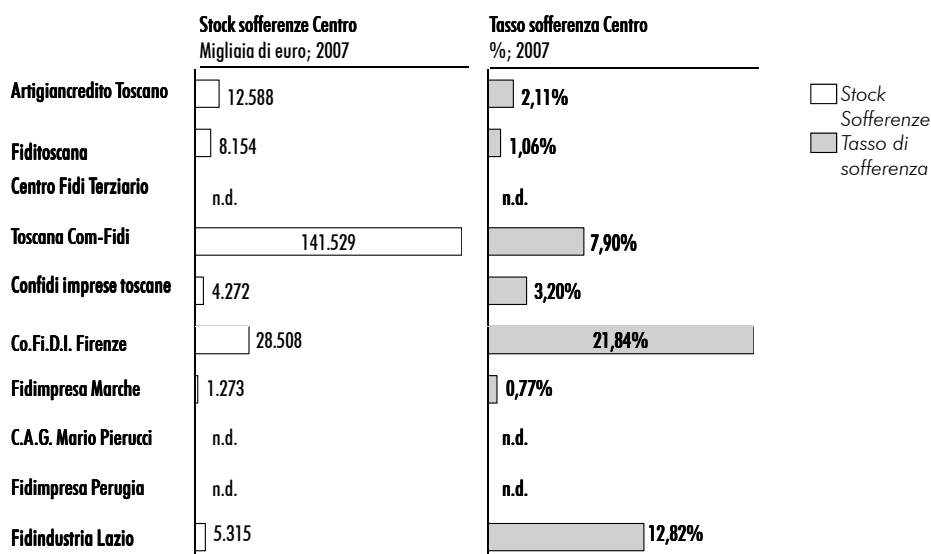 Stock sofferenze Centro
Migliaia di euro; 2007
Tasso sofferenza Centro
%; 2007
Artigiancredito Toscano 12.588 2,11%
Fiditoscana 8.154 1,06%
Centro Fidi Terziario n.d. n.d.
Toscana Com-Fidi 141.529 7,90%
Confidi imprese toscane 4.272 3,20%
Co.Fi.D.I. Firenze 28.508 21,84%
Fidimpresa Marche 1.273 0,77%
C.A.G. Mario Pierucci n.d. n.d.
Fidimpresa Perugia n.d. n.d.
Fidindustria Lazio 5.315 12,82%
Stock
Sofferenze
Tasso di
sofferenza